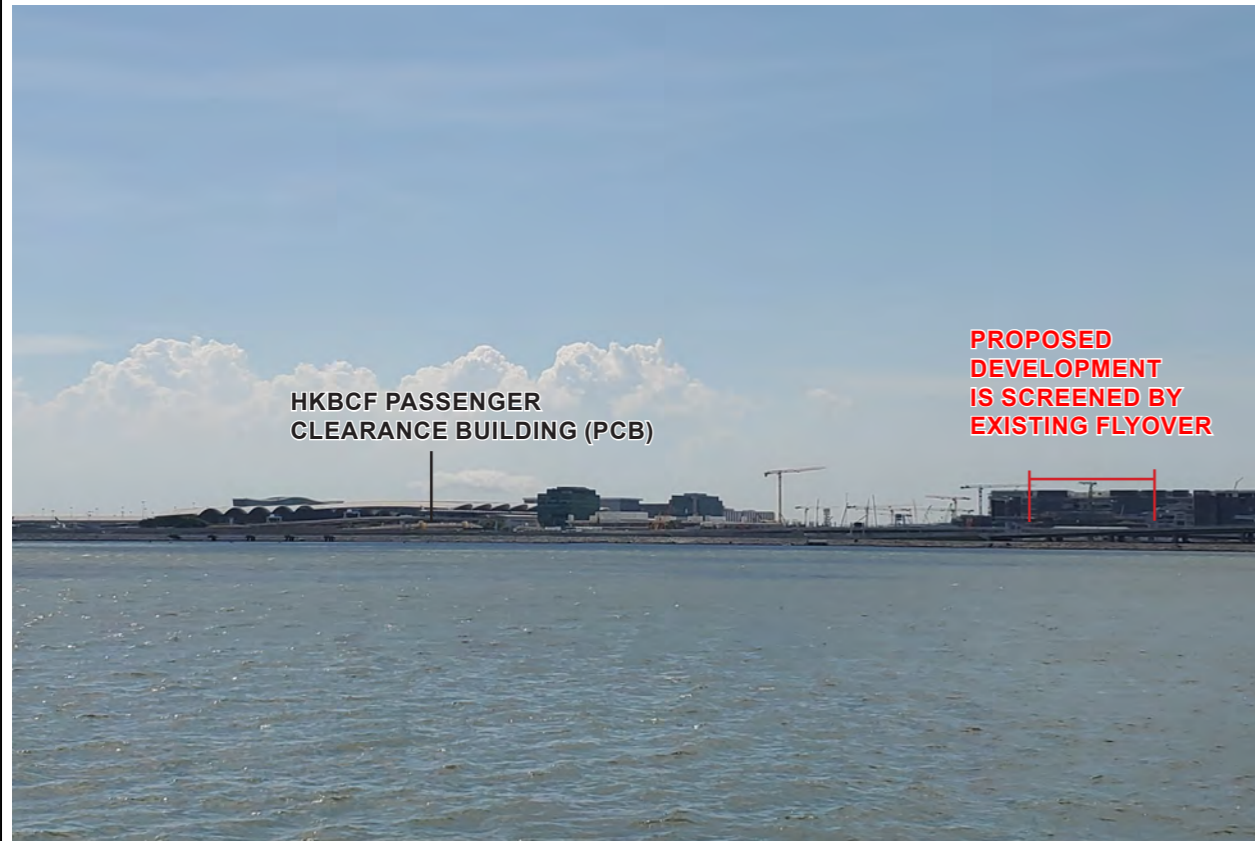 HKBCF PASSENGER
CLEARANCE BUILDING (PCB)
PROPOSED
DEVELOPMENT
IS SCREENED BY
EXISTING FLYOVER